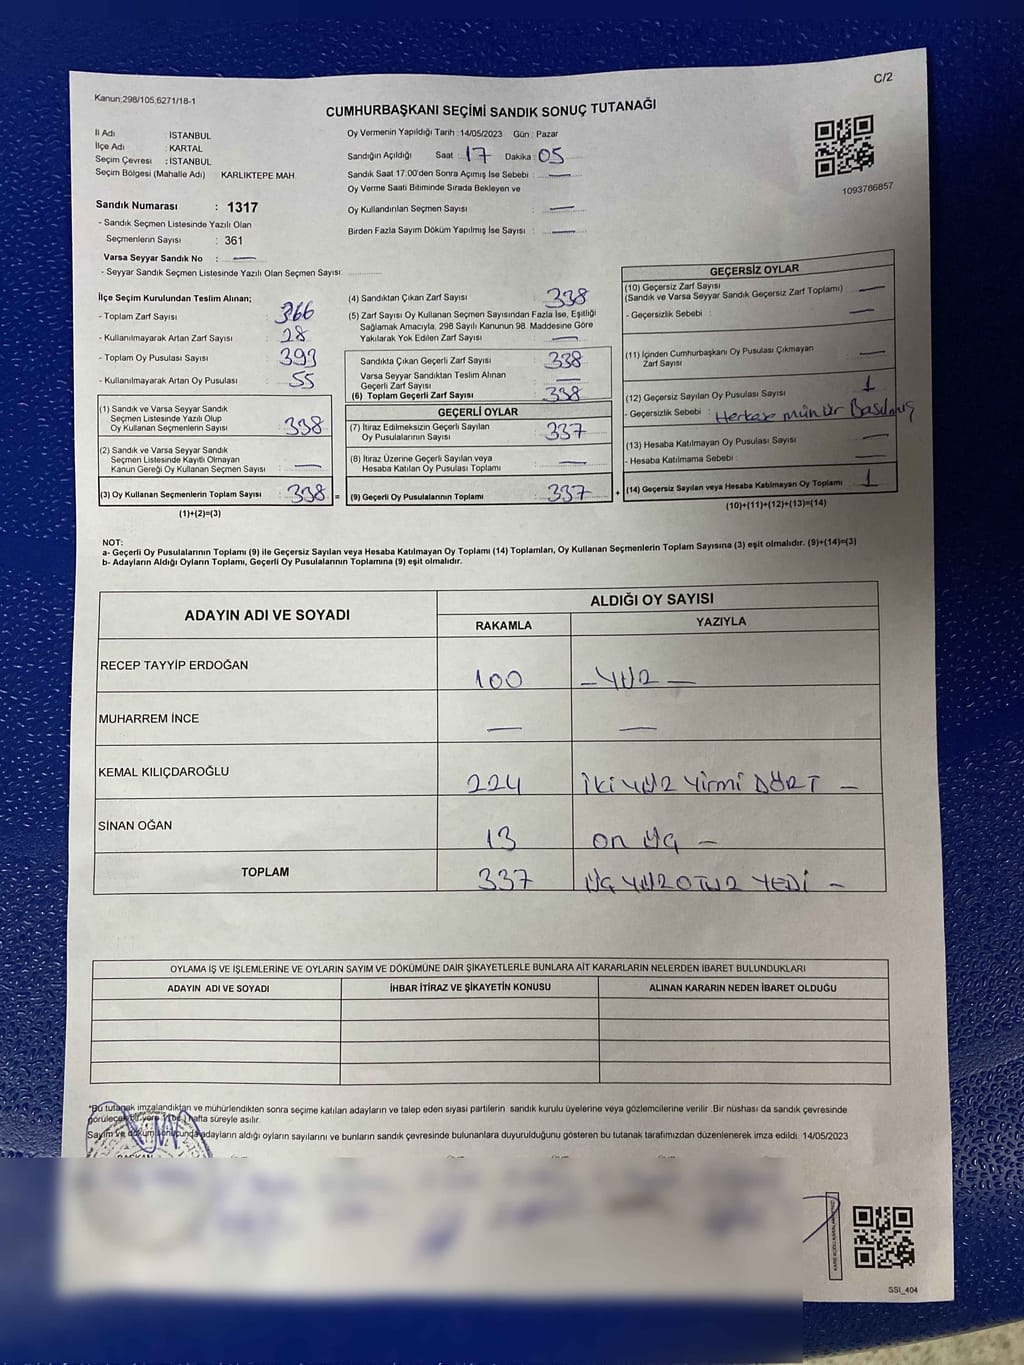 C/2
Kanun;298/105,6271/18-1
CUMHURBAŞKANI SEÇİMİ SANDIK SONUÇ TUTANAĞI
İl Adı : İSTANBUL
İlçe Adı : KARTAL
Seçim Çevresi : İSTANBUL
Seçim Bölgesi (Mahalle Adı) KARLIKTEPE MAH
Sandık Numarası : 1317
- Sandık Seçmen Listesinde Yazılı Olan
Seçmenlerin Sayısı : 361
Varsa Seyyar Sandık No : —
- Seyyar Sandık Seçmen Listesinde Yazılı Olan Seçmen Sayısı
Oy Vermenin Yapıldığı Tarih : 14/05/2023 Gün : Pazar
Sandığın Açıldığı Saat : 17 Dakika : 05
Sandık Saat 17.00'den Sonra Açımış İse Sebebi : —
Oy Verme Saati Bitiminde Sırada Bekleyen ve
Oy Kullandırılan Seçmen Sayısı : —
Birden Fazla Sayım Döküm Yapılmış İse Sayısı : —
1093766857
İlçe Seçim Kurulundan Teslim Alınan;
- Toplam Zarf Sayısı : 366
- Kullanılmayarak Artan Zarf Sayısı : 28
- Toplam Oy Pusulası Sayısı : 393
- Kullanılmayarak Artan Oy Pusulası : 55
(1) Sandık ve Varsa Seyyar Sandık
Seçmen Listesinde Yazılı Olup
Oy Kullanan Seçmenlerin Sayısı : 338
(2) Sandık ve Varsa Seyyar Sandık
Seçmen Listesinde Kayıtlı Olmayan
Kanun Gereği Oy Kullanan Seçmen Sayısı : —
(3) Oy Kullanan Seçmenlerin Toplam Sayısı : 338 =
(1)+(2)=(3)
(4) Sandıktan Çıkan Zarf Sayısı : 338
(5) Zarf Sayısı Oy Kullanan Seçmen Sayısından Fazla İse, Eşitliği
Sağlamak Amacıyla, 298 Sayılı Kanunun 98. Maddesine Göre
Yakılarak Yok Edilen Zarf Sayısı : —
Sandıkta Çıkan Geçerli Zarf Sayısı : 338
Varsa Seyyar Sandıktan Teslim Alınan
Geçerli Zarf Sayısı : —
(6) Toplam Geçerli Zarf Sayısı : 338
GEÇERLİ OYLAR
(7) İtiraz Edilmeksizin Geçerli Sayılan
Oy Pusulalarının Sayısı : 337
(8) İtiraz Üzerine Geçerli Sayılan veya
Hesaba Katılan Oy Pusulası Toplamı : —
(9) Geçerli Oy Pusulalarının Toplamı : 337 +
GEÇERSİZ OYLAR
(10) Geçersiz Zarf Sayısı
(Sandık ve Varsa Seyyar Sandık Geçersiz Zarf Toplamı) : —
- Geçersizlik Sebebi : —
(11) İçinden Cumhurbaşkanı Oy Pusulası Çıkmayan
Zarf Sayısı : —
(12) Geçersiz Sayılan Oy Pusulası Sayısı : 1
- Geçersizlik Sebebi : Herkese mühür Basılmış
(13) Hesaba Katılmayan Oy Pusulası Sayısı : —
- Hesaba Katılmama Sebebi : —
(14) Geçersiz Sayılan veya Hesaba Katılmayan Oy Toplamı : 1
(10)+(11)+(12)+(13)=(14)
NOT:
a- Geçerli Oy Pusulalarının Toplamı (9) ile Geçersiz Sayılan veya Hesaba Katılmayan Oy Toplamı (14) Toplamları, Oy Kullanan Seçmenlerin Toplam Sayısına (3) eşit olmalıdır. (9)+(14)=(3)
b- Adayların Aldığı Oyların Toplamı, Geçerli Oy Pusulalarının Toplamına (9) eşit olmalıdır.
ADAYIN ADI VE SOYADI ALDIĞI OY SAYISI
RAKAMLA YAZIYLA
RECEP TAYYİP ERDOĞAN 100 — YÜZ —
MUHARREM İNCE — —
KEMAL KILIÇDAROĞLU 224 İki YÜZ Yirmi DÖRT —
SİNAN OĞAN 13 on üç —
TOPLAM 337 ÜÇ YÜZ OTUZ YEDİ —
OYLAMA İŞ VE İŞLEMLERİNE VE OYLARIN SAYIM VE DÖKÜMÜNE DAİR ŞİKAYETLERLE BUNLARA AİT KARARLARIN NELERDEN İBARET BULUNDUKLARI
ADAYIN ADI VE SOYADI İHBAR İTİRAZ VE ŞİKAYETİN KONUSU ALINAN KARARIN NEDEN İBARET OLDUĞU
*Bu tutanak imzalandıktan ve mühürlendikten sonra seçime katılan adayların ve talep eden siyasi partilerin sandık kurulu üyelerine veya gözlemcilerine verilir. Bir nüshası da sandık çevresinde
görülecek bir yere 1(bir) hafta süreyle asılır.
Sayım ve döküm sonucunda adayların aldığı oyların sayılarını ve bunların sandık çevresinde bulunanlara duyurulduğunu gösteren bu tutanak tarafımızdan düzenlenerek imza edildi. 14/05/2023
BAŞKAN
SSI_404